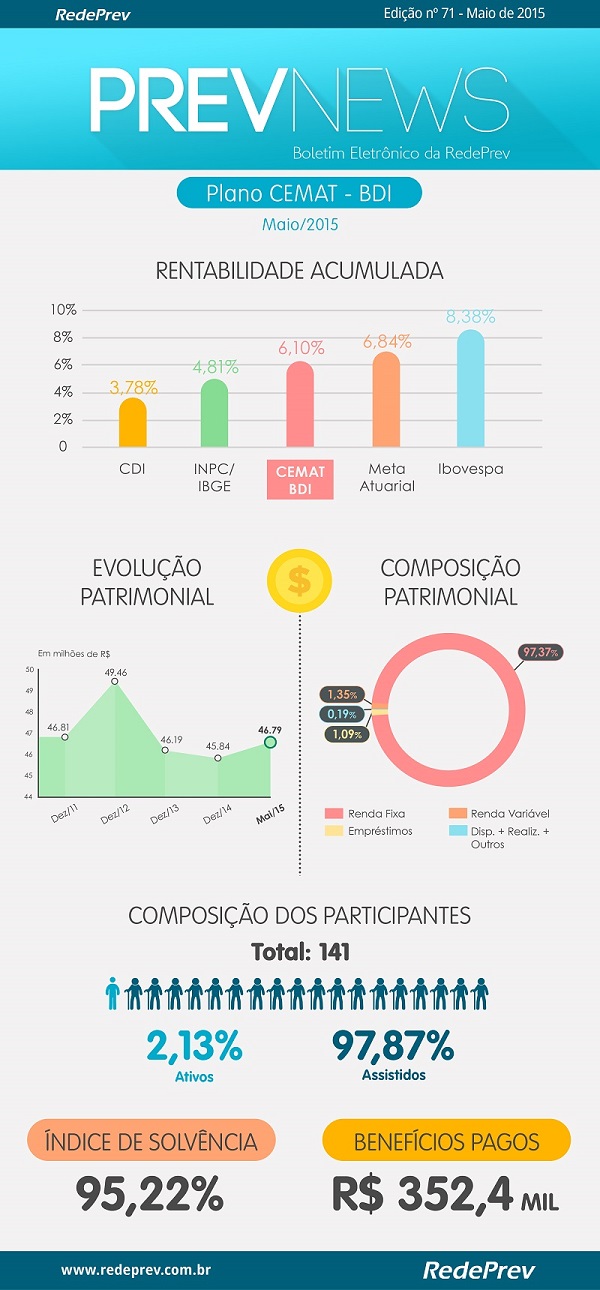 RedePrev
Edição nº 71 - Maio de 2015
PREVNEWS
Boletim Eletrônico da RedePrev
Plano CEMAT - BDI
Maio/2015
RENTABILIDADE ACUMULADA
10%
8%
6%
4%
2%
0
3,78%
4,81%
6,10%
6,84%
8,38%
CDI
INPC/
IBGE
CEMAT
BDI
Meta
Atuarial
Ibovespa
EVOLUÇÃO
PATRIMONIAL
$
COMPOSIÇÃO
PATRIMONIAL
Em milhões de R$
50
49
48
47
46
45
44
46.81
49.46
46.19
45.84
46.79
Dez/11
Dez/12
Dez/13
Dez/14
Mai/15
97,37%
1,35%
0,19%
1,09%
Renda Fixa
Renda Variável
Empréstimos
Disp. + Realiz. +
Outros
COMPOSIÇÃO DOS PARTICIPANTES
Total: 141
2,13%
Ativos
97,87%
Assistidos
ÍNDICE DE SOLVÊNCIA
95,22%
BENEFÍCIOS PAGOS
R$ 352,4 MIL
www.redeprev.com.br
RedePrev